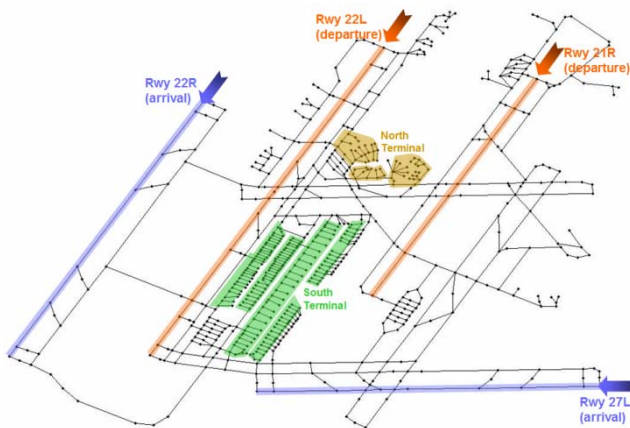 Rwy 22L
(departure)
Rwy 21R
(departure)
Rwy 22R
(arrival)
North
Terminal
South
Terminal
Rwy 27L
(arrival)